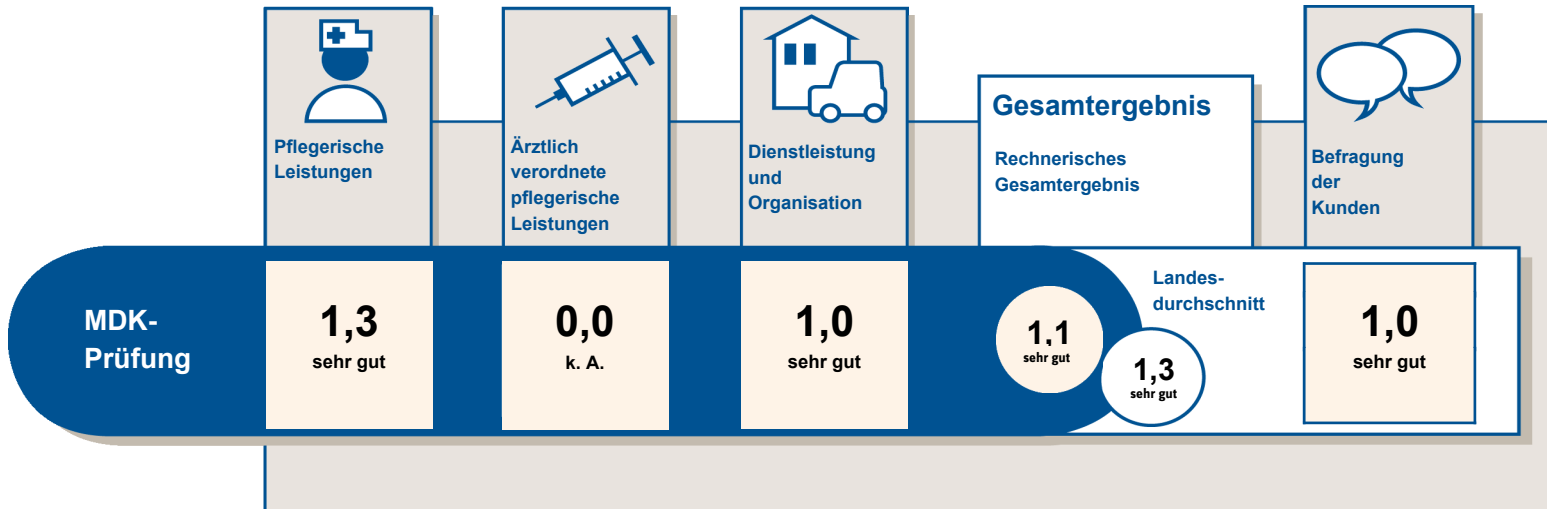 Pflegerische
Leistungen
Ärztlich
verordnete
pflegerische
Leistungen
Dienstleistung
und
Organisation
Gesamtergebnis
Rechnerisches
Gesamtergebnis
Befragung
der
Kunden
MDK-
Prüfung
1,3
sehr gut
0,0
k. A.
1,0
sehr gut
1,1
sehr gut
Landes-
durchschnitt
1,3
sehr gut
1,0
sehr gut